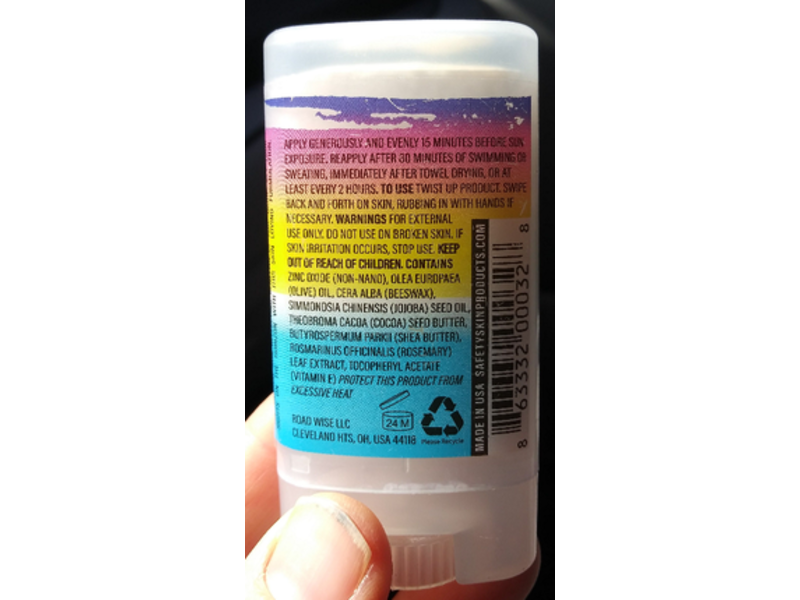 APPLY GENEROUSLY AND EVENLY 15 MINUTES BEFORE SUN
EXPOSURE. REAPPLY AFTER 80 MINUTES OF SWIMMING OR
SWEATING, IMMEDIATELY AFTER TOWEL DRYING, OR AT
LEAST EVERY 2 HOURS. TO USE TWIST UP PRODUCT. SWIPE
BACK AND FORTH ON SKIN, RUBBING IN WITH HANDS IF
NECESSARY. WARNINGS FOR EXTERNAL
USE ONLY. DO NOT USE ON BROKEN SKIN. IF
SKIN IRRITATION OCCURS, STOP USE. KEEP
OUT OF REACH OF CHILDREN. CONTAINS
ZINC OXIDE (NON-NANO), OLEA EUROPAEA
(OLIVE) OIL, CERA ALBA (BEESWAX),
SIMMONDSIA CHINENSIS (JOJOBA) SEED OIL,
THEOBROMA CACOA (COCOA) SEED BUTTER,
BUTYROSPERMUM PARKII (SHEA BUTTER),
ROSMARINUS OFFICINALIS (ROSEMARY)
LEAF EXTRACT, TOCOPHERYL ACETATE
(VITAMIN E) PROTECT THIS PRODUCT FROM
EXCESSIVE HEAT
ROAD WISE LLC
CLEVELAND HTS, OH, USA 44118
24 M
Please Recycle
MADE IN USA SAFETYSKINPRODUCTS.COM
8 63332 00032 8
SKIN LOVING FORMULATION